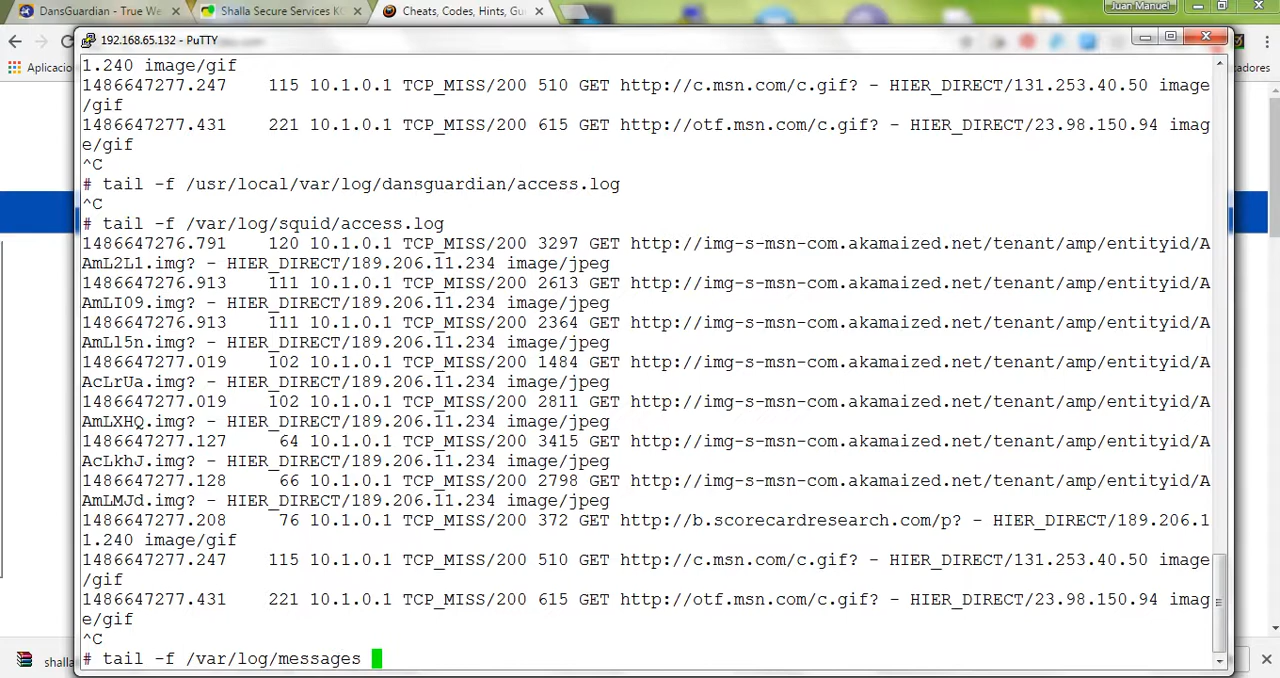 DansGuardian - True We
Shalla Secure Services KO
Cheats, Codes, Hints, Gu
Juan Manuel
192.168.65.132 - PuTTY
Aplicacio
adores
1.240 image/gif
1486647277.247    115 10.1.0.1 TCP_MISS/200 510 GET http://c.msn.com/c.gif? - HIER_DIRECT/131.253.40.50 image
/gif
1486647277.431    221 10.1.0.1 TCP_MISS/200 615 GET http://otf.msn.com/c.gif? - HIER_DIRECT/23.98.150.94 imag
e/gif
^C
# tail -f /usr/local/var/log/dansguardian/access.log
^C
# tail -f /var/log/squid/access.log
1486647276.791    120 10.1.0.1 TCP_MISS/200 3297 GET http://img-s-msn-com.akamaized.net/tenant/amp/entityid/A
AmL2L1.img? - HIER_DIRECT/189.206.11.234 image/jpeg
1486647276.913    111 10.1.0.1 TCP_MISS/200 2613 GET http://img-s-msn-com.akamaized.net/tenant/amp/entityid/A
AmLI09.img? - HIER_DIRECT/189.206.11.234 image/jpeg
1486647276.913    111 10.1.0.1 TCP_MISS/200 2364 GET http://img-s-msn-com.akamaized.net/tenant/amp/entityid/A
AmLl5n.img? - HIER_DIRECT/189.206.11.234 image/jpeg
1486647277.019    102 10.1.0.1 TCP_MISS/200 1484 GET http://img-s-msn-com.akamaized.net/tenant/amp/entityid/A
AcLrUa.img? - HIER_DIRECT/189.206.11.234 image/jpeg
1486647277.019    102 10.1.0.1 TCP_MISS/200 2811 GET http://img-s-msn-com.akamaized.net/tenant/amp/entityid/A
AmLXHQ.img? - HIER_DIRECT/189.206.11.234 image/jpeg
1486647277.127     64 10.1.0.1 TCP_MISS/200 3415 GET http://img-s-msn-com.akamaized.net/tenant/amp/entityid/A
AcLkhJ.img? - HIER_DIRECT/189.206.11.234 image/jpeg
1486647277.128     66 10.1.0.1 TCP_MISS/200 2798 GET http://img-s-msn-com.akamaized.net/tenant/amp/entityid/A
AmLMJd.img? - HIER_DIRECT/189.206.11.234 image/jpeg
1486647277.208     76 10.1.0.1 TCP_MISS/200 372 GET http://b.scorecardresearch.com/p? - HIER_DIRECT/189.206.1
1.240 image/gif
1486647277.247    115 10.1.0.1 TCP_MISS/200 510 GET http://c.msn.com/c.gif? - HIER_DIRECT/131.253.40.50 image
/gif
1486647277.431    221 10.1.0.1 TCP_MISS/200 615 GET http://otf.msn.com/c.gif? - HIER_DIRECT/23.98.150.94 imag
e/gif
^C
# tail -f /var/log/messages
shalla